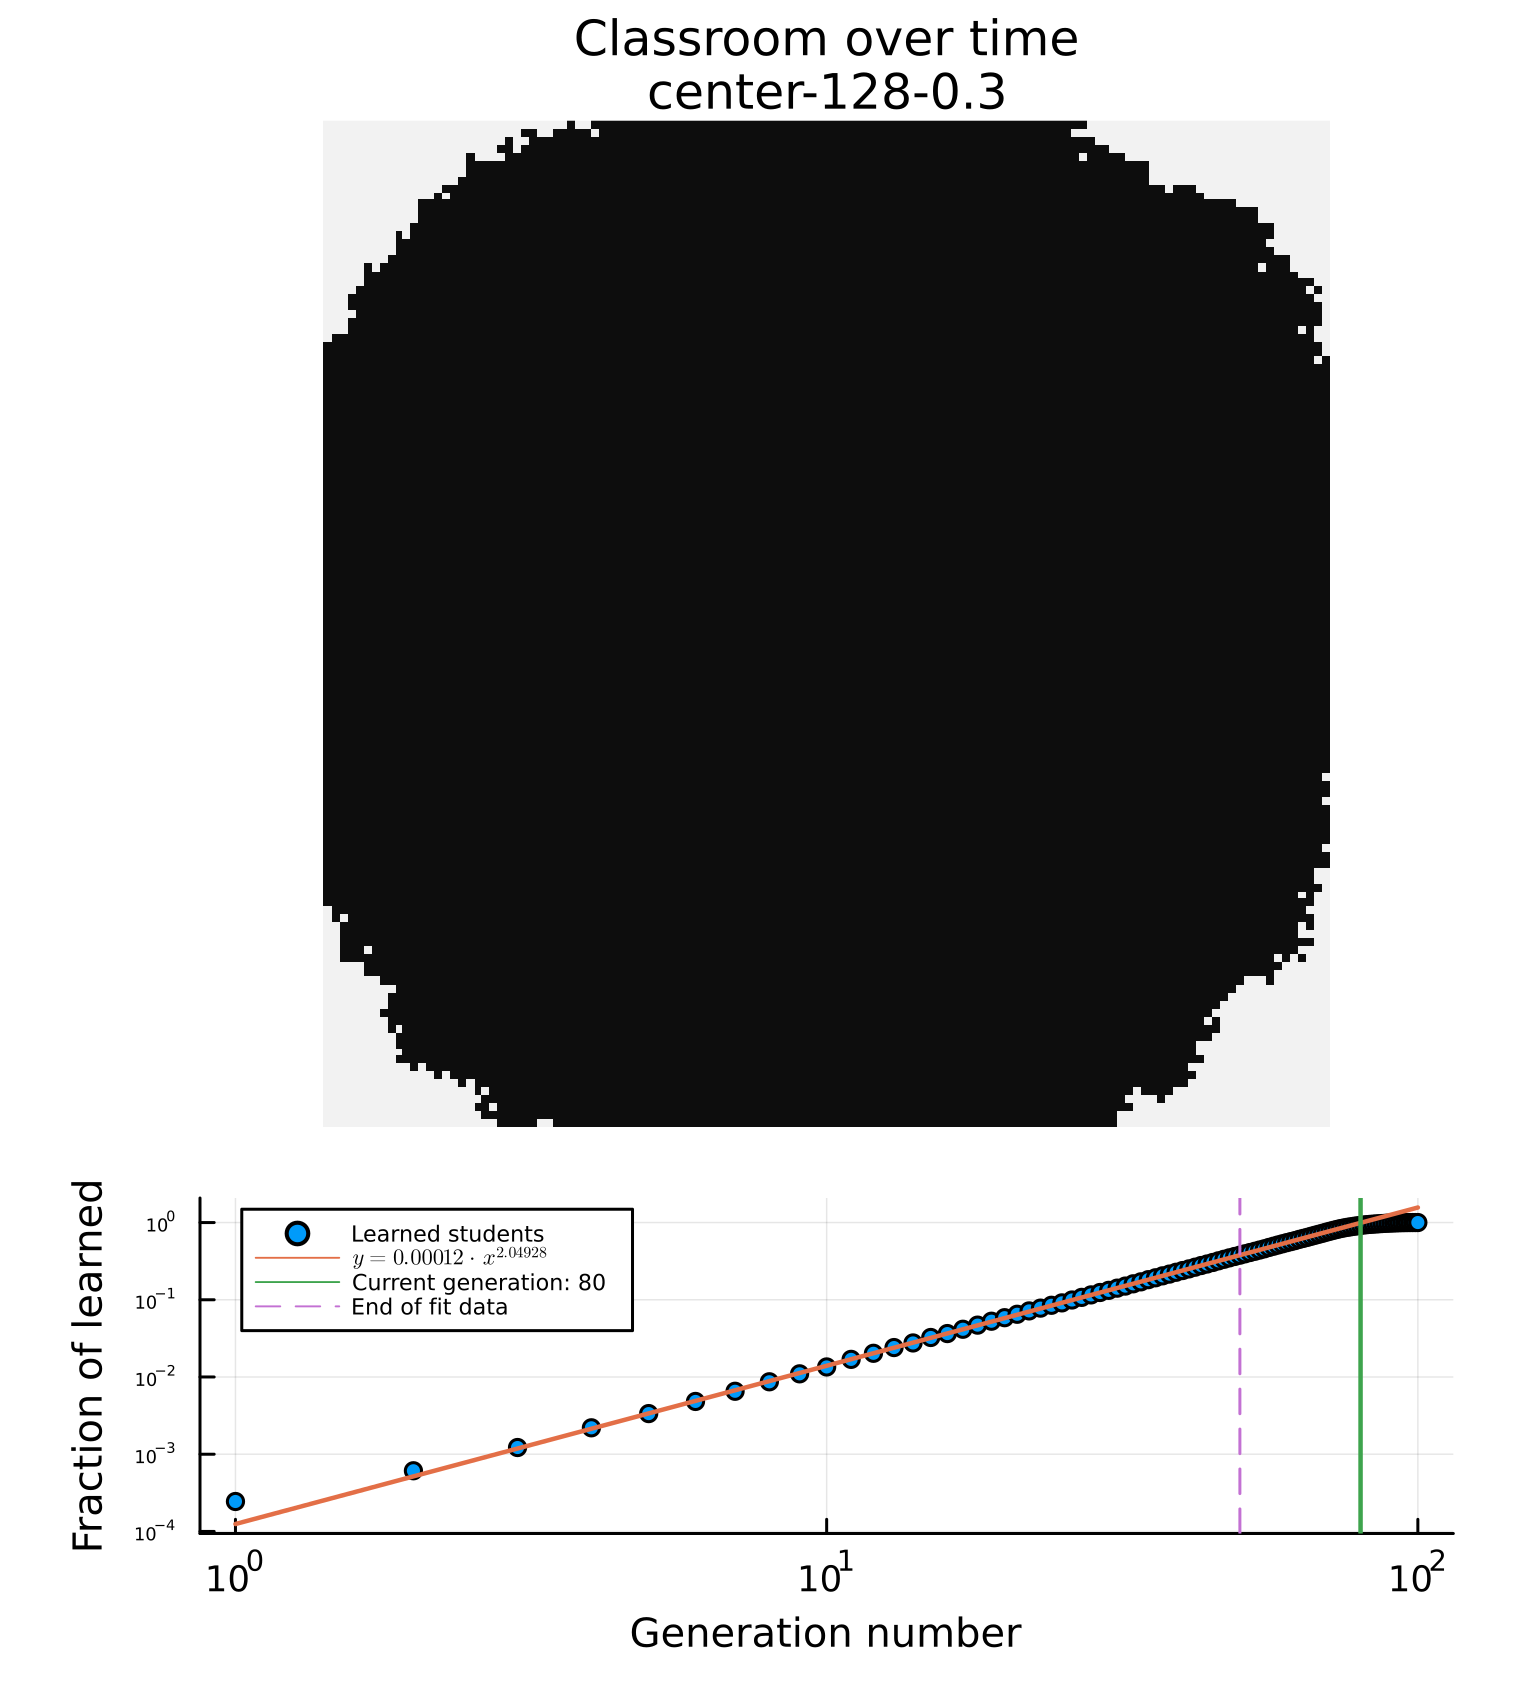 Classroom over time
center-128-0.3
Fraction of learned
10^0
10^-1
10^-2
10^-3
10^-4
Learned students
y = 0.00012 · x^2.04928
Current generation: 80
End of fit data
10^0 10^1 10^2
Generation number